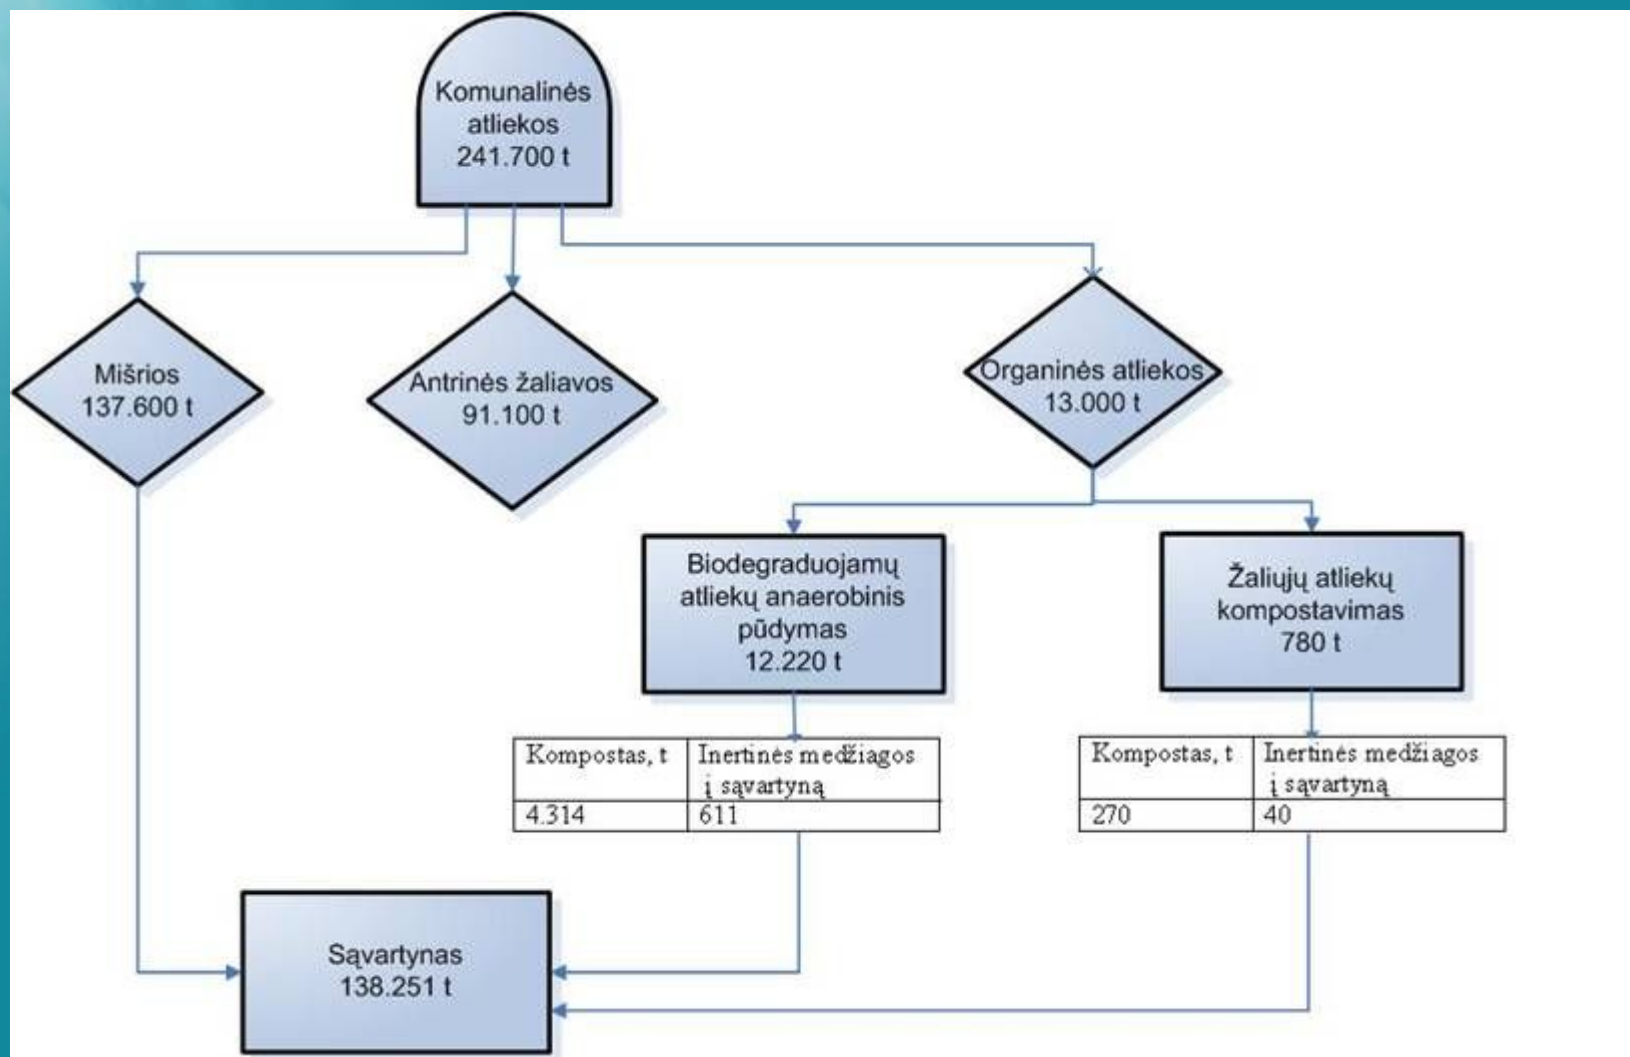 Komunalinės
atliekos
241.700 t
Mišrios
137.600 t
Antrinės žaliavos
91.100 t
Organinės atliekos
13.000 t
Biodegraduojamų
atliekų anaerobinis
pūdymas
12.220 t
Žaliųjų atliekų
kompostavimas
780 t
Kompostas, t
Inertinės medžiagos
į sąvartyną
4.314
611
Kompostas, t
Inertinės medžiagos
į sąvartyną
270
40
Sąvartynas
138.251 t